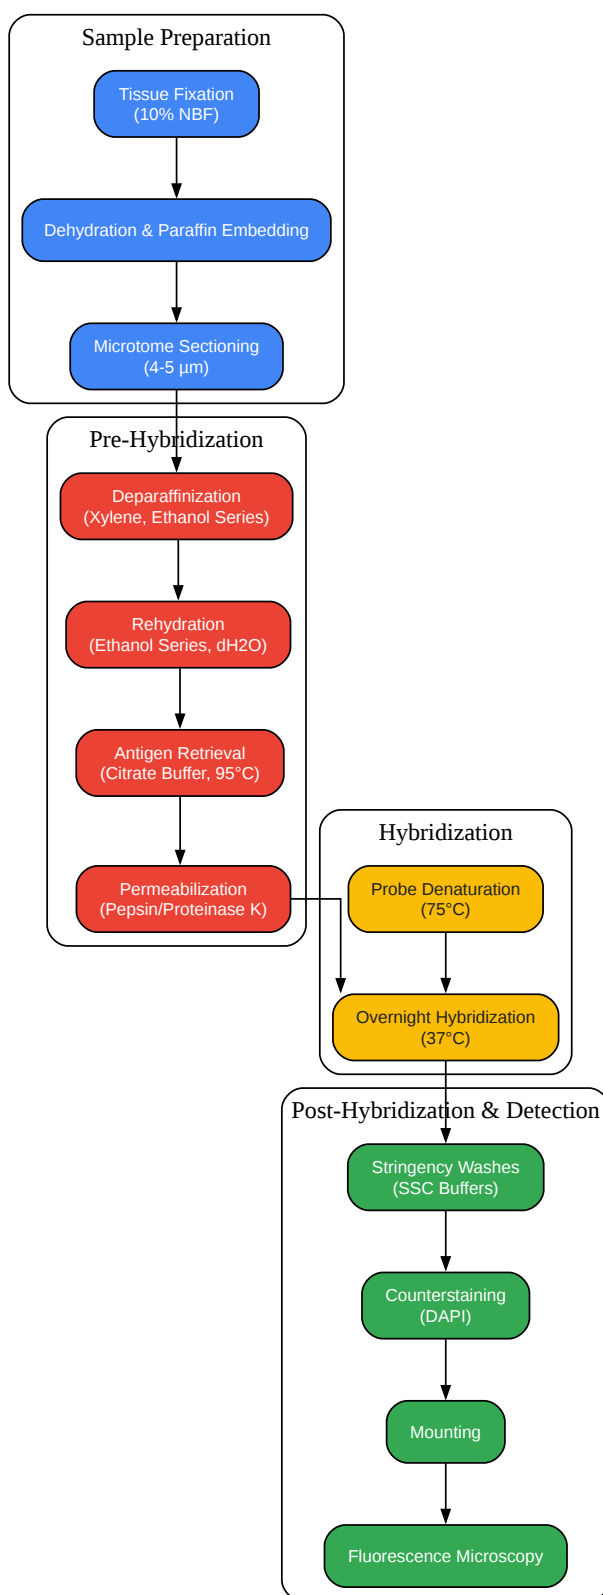 Sample Preparation
Tissue Fixation
(10% NBF)
Dehydration & Paraffin Embedding
Microtome Sectioning
(4-5 µm)
Pre-Hybridization
Deparaffinization
(Xylene, Ethanol Series)
Rehydration
(Ethanol Series, dH2O)
Antigen Retrieval
(Citrate Buffer, 95°C)
Permeabilization
(Pepsin/Proteinase K)
Hybridization
Probe Denaturation
(75°C)
Overnight Hybridization
(37°C)
Post-Hybridization & Detection
Stringency Washes
(SSC Buffers)
Counterstaining
(DAPI)
Mounting
Fluorescence Microscopy